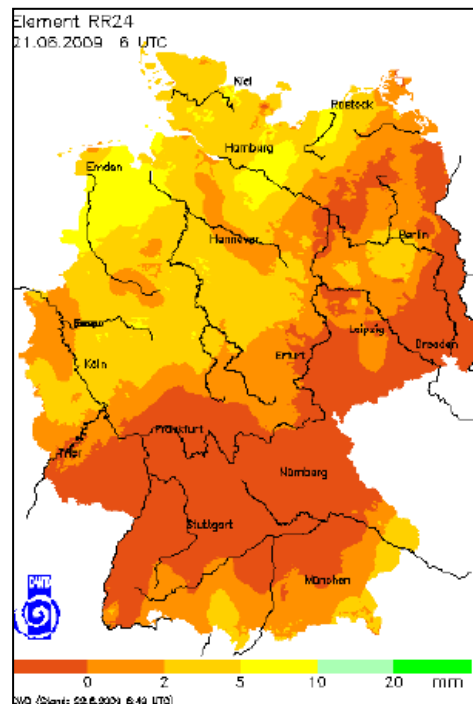 Element RR24
21.06.2009 6 UTC
Kiel
Rostock
Hamburg
Emden
Berlin
Hannover
Leipzig
Essen
Dresden
Erfurt
Köln
Frankfurt
Trier
Nürnberg
Stuttgart
München
DWD
0 2 5 10 20 mm